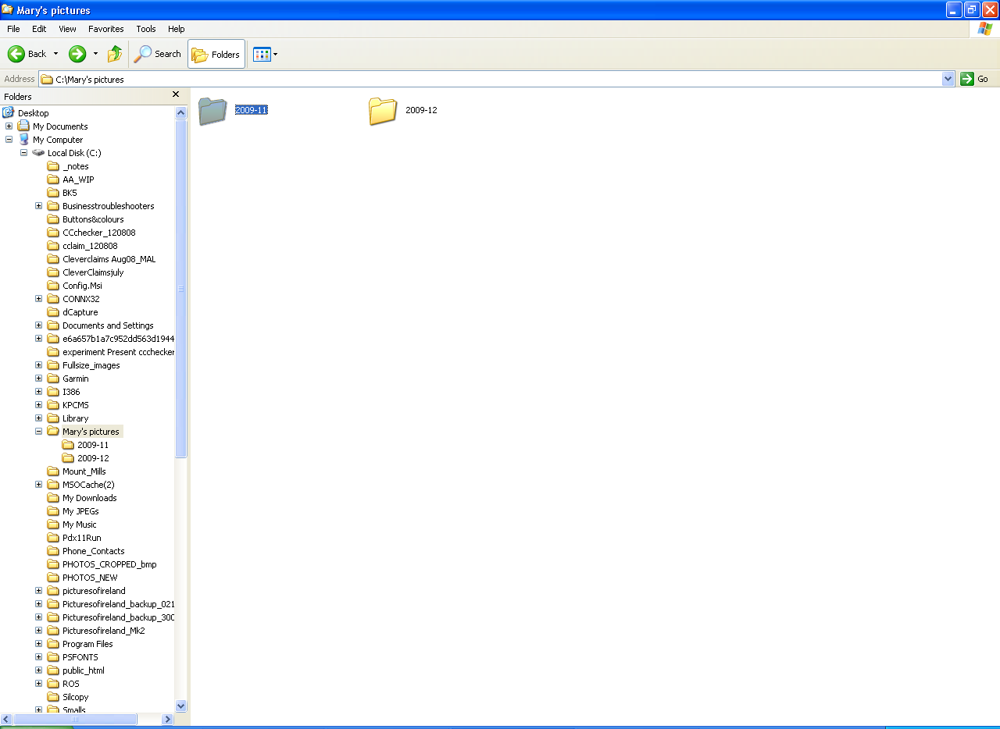 Mary's pictures
File Edit View Favorites Tools Help
Back Search Folders
Address C:\Mary's pictures Go
Folders
2009-11 2009-12
Desktop
My Documents
My Computer
Local Disk (C:)
_notes
AA_WIP
BK5
Businesstroubleshooters
Buttons&colours
CCchecker_120808
cclaim_120808
Cleverclaims Aug08_MAL
CleverClaimsjuly
Config.Msi
CONNX32
dCapture
Documents and Settings
e6a657b1a7c952dd563d1944
experiment Present ccchecker
Fullsize_images
Garmin
I386
KPCMS
Library
Mary's pictures
2009-11
2009-12
Mount_Mills
MSOCache(2)
My Downloads
My JPEGs
My Music
Pdx11Run
Phone_Contacts
PHOTOS_CROPPED_bmp
PHOTOS_NEW
picturesofireland
Picturesofireland_backup_021
Picturesofireland_backup_300
Picturesofireland_Mk2
Program Files
PSFONTS
public_html
ROS
Silcopy
Smalls